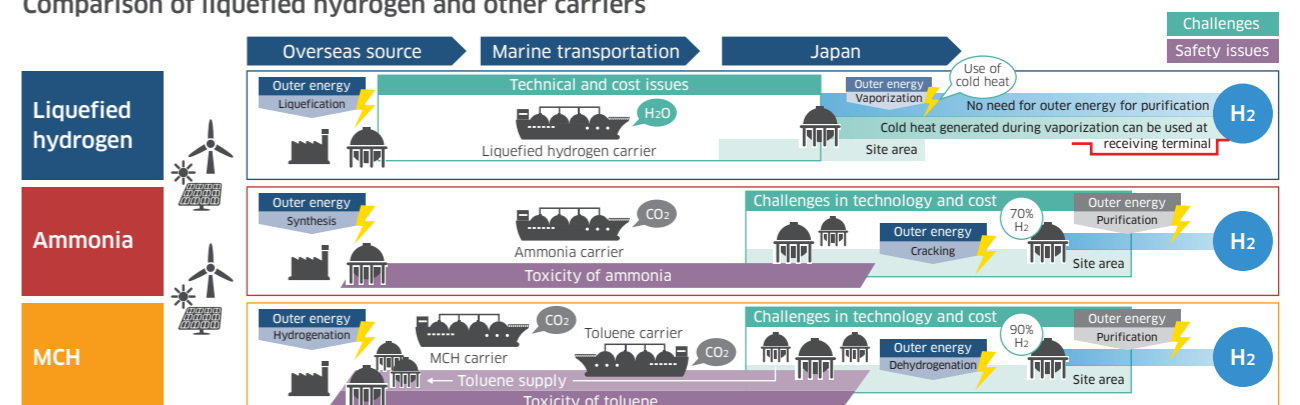 Comparison of liquefied hydrogen and other carriers
Challenges
Safety issues
Overseas source
Marine transportation
Japan
Liquefied
hydrogen
Outer energy
Liquefication
Technical and cost issues
H2O
Liquefied hydrogen carrier
Outer energy
Vaporization
Use of
cold heat
No need for outer energy for purification
Cold heat generated during vaporization can be used at
receiving terminal
Site area
H2
Ammonia
Outer energy
Synthesis
CO2
Ammonia carrier
Toxicity of ammonia
Challenges in technology and cost
Outer energy
Cracking
70%
H2
Outer energy
Purification
Site area
H2
MCH
Outer energy
Hydrogenation
CO2
MCH carrier
Toluene carrier
CO2
Toluene supply
Toxicity of toluene
Challenges in technology and cost
Outer energy
Dehydrogenation
90%
H2
Outer energy
Purification
Site area
H2